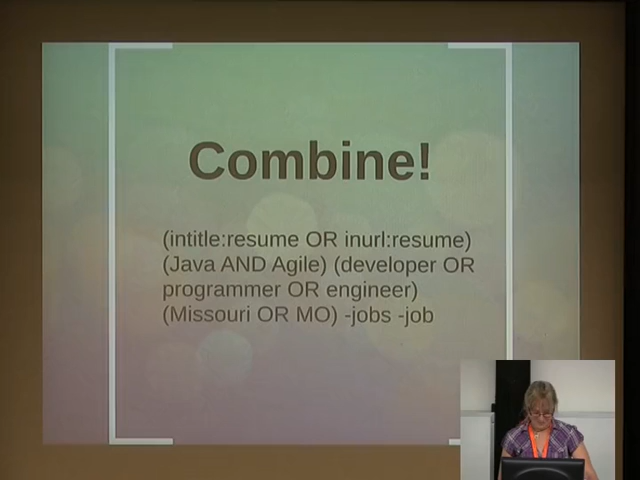 Combine!
(intitle:resume OR inurl:resume)
(Java AND Agile) (developer OR
programmer OR engineer)
(Missouri OR MO) -jobs -job